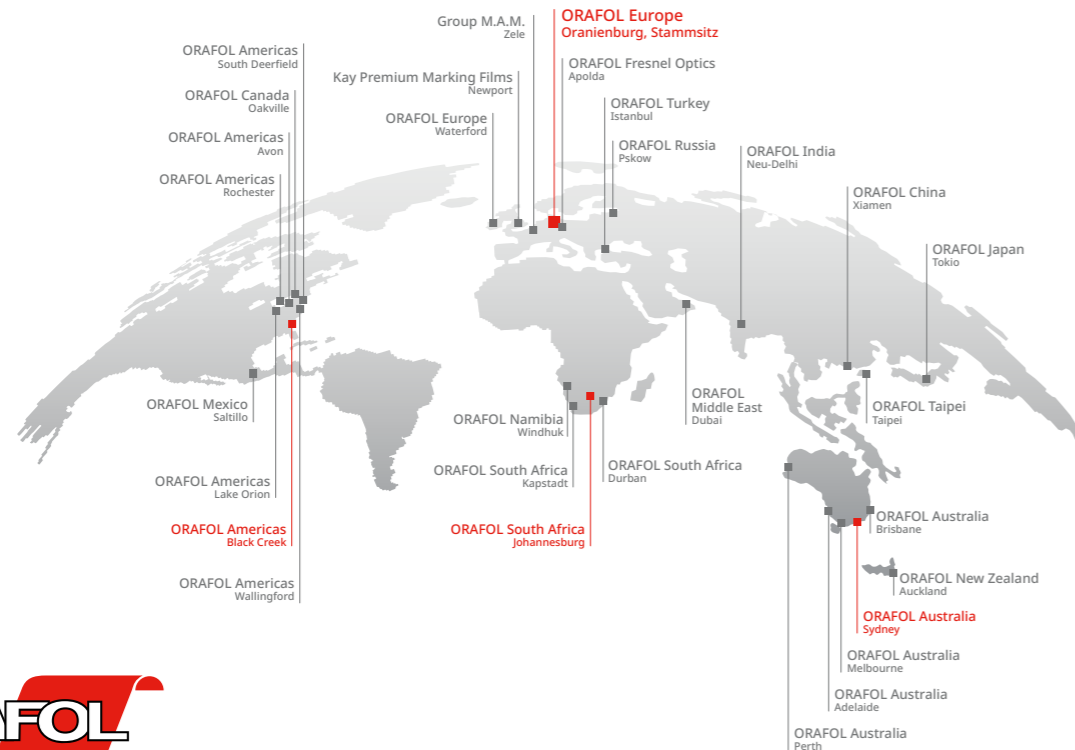 Group M.A.M.
Zele
ORAFOL Europe
Oranienburg, Stammsitz
ORAFOL Americas
South Deerfield
ORAFOL Fresnel Optics
Apolda
Kay Premium Marking Films
Newport
ORAFOL Canada
Oakville
ORAFOL Turkey
Istanbul
ORAFOL Europe
Waterford
ORAFOL Americas
Avon
ORAFOL Russia
Pskow
ORAFOL India
Neu-Delhi
ORAFOL Americas
Rochester
ORAFOL China
Xiamen
ORAFOL Japan
Tokio
ORAFOL Mexico
Saltillo
ORAFOL Namibia
Windhuk
ORAFOL
Middle East
Dubai
ORAFOL Taipei
Taipei
ORAFOL Americas
Lake Orion
ORAFOL South Africa
Kapstadt
ORAFOL South Africa
Durban
ORAFOL Americas
Black Creek
ORAFOL South Africa
Johannesburg
ORAFOL Australia
Brisbane
ORAFOL Americas
Wallingford
ORAFOL New Zealand
Auckland
ORAFOL Australia
Sydney
ORAFOL Australia
Melbourne
ORAFOL Australia
Adelaide
ORAFOL Australia
Perth
AFOL